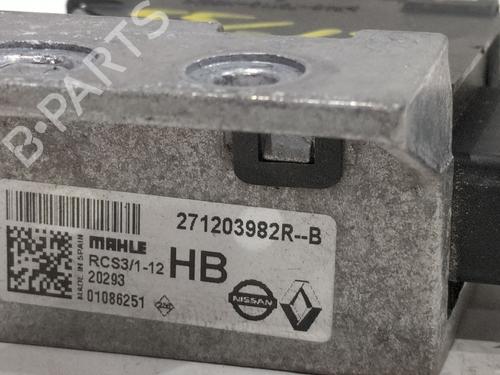 B-PARTS
271203982R--B
MAHLE
RCS3/1-12
HB
20293
01086251
MADE IN SPAIN
NISSAN